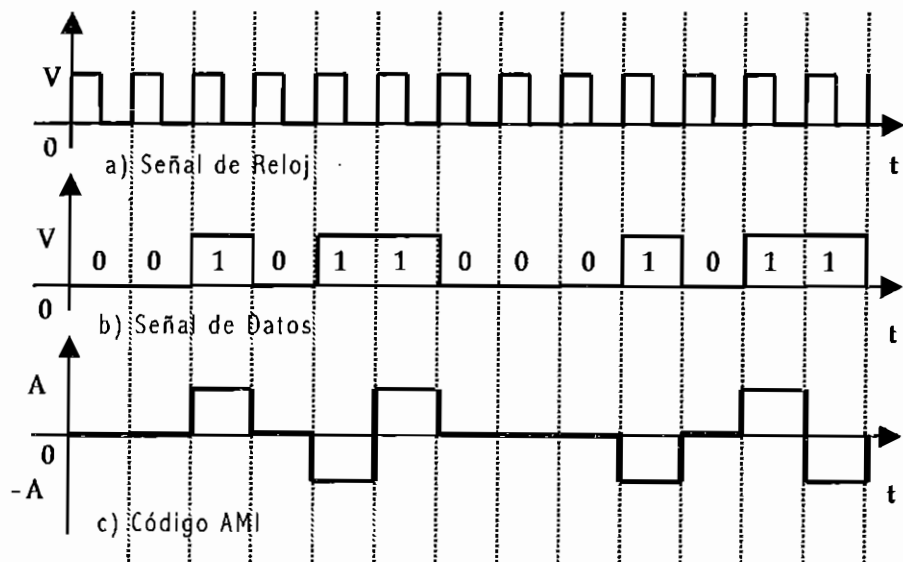 V
0
a) Señal de Reloj
t
V
0 0 1 0 1 1 0 0 0 1 0 1 1
0
b) Señal de Datos
t
A
0
-A
t
c) Código AMI